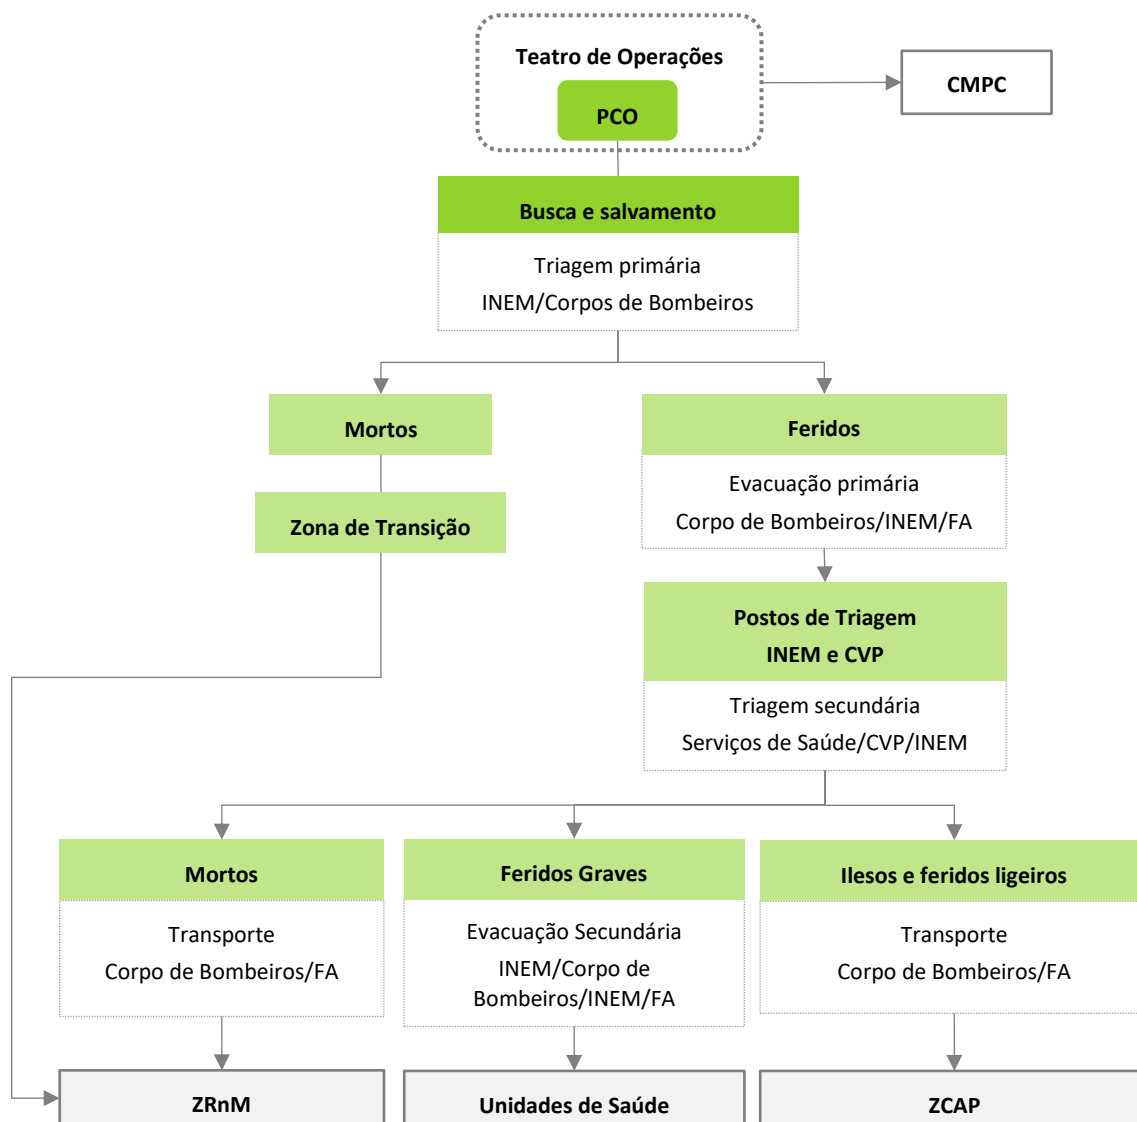 Teatro de Operações
CMPC
PCO
Busca e salvamento
Triagem primária
INEM/Corpos de Bombeiros
Mortos
Feridos
Evacuação primária
Corpo de Bombeiros/INEM/FA
Zona de Transição
Postos de Triagem
INEM e CVP
Triagem secundária
Serviços de Saúde/CVP/INEM
Mortos
Transporte
Corpo de Bombeiros/FA
Feridos Graves
Evacuação Secundária
INEM/Corpo de
Bombeiros/INEM/FA
Ilesos e feridos ligeiros
Transporte
Corpo de Bombeiros/FA
ZRnM
Unidades de Saúde
ZCAP